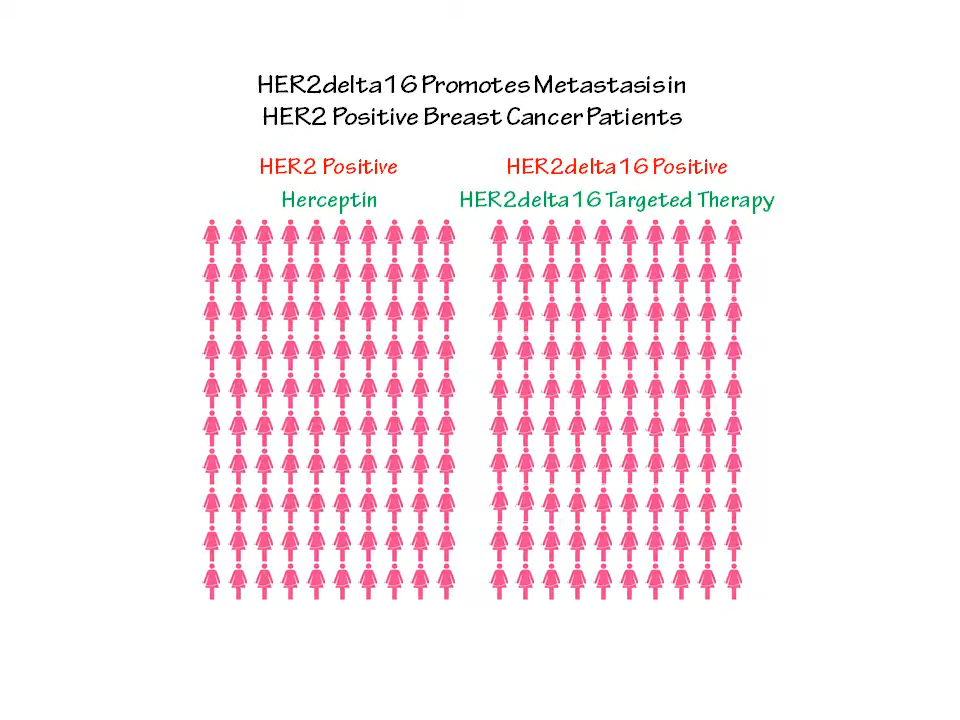 HER2delta16 Promotes Metastasis in
HER2 Positive Breast Cancer Patients
HER2 Positive
HER2delta16 Positive
Herceptin
HER2delta16 Targeted Therapy